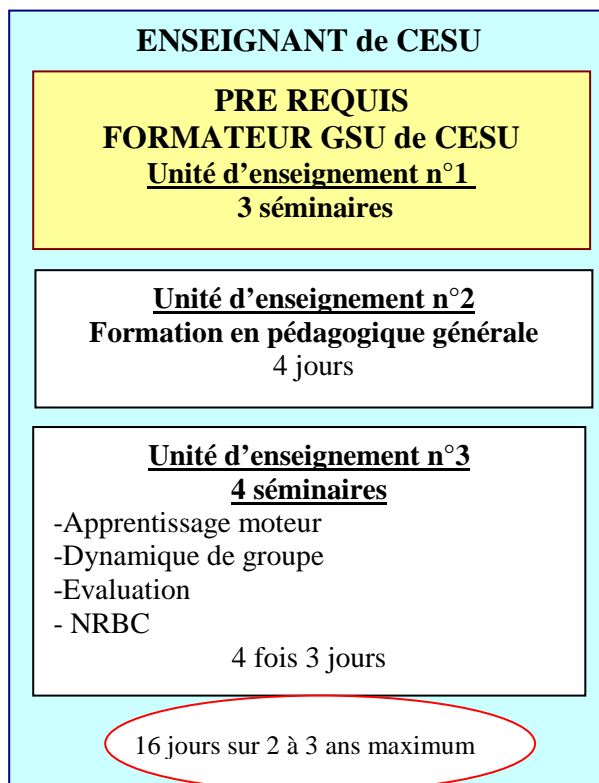 ENSEIGNANT de CESU
PRE REQUIS
FORMATEUR GSU de CESU
Unité d’enseignement n°1
3 séminaires
Unité d’enseignement n°2
Formation en pédagogique générale
4 jours
Unité d’enseignement n°3
4 séminaires
-Apprentissage moteur
-Dynamique de groupe
-Evaluation
- NRBC
4 fois 3 jours
16 jours sur 2 à 3 ans maximum